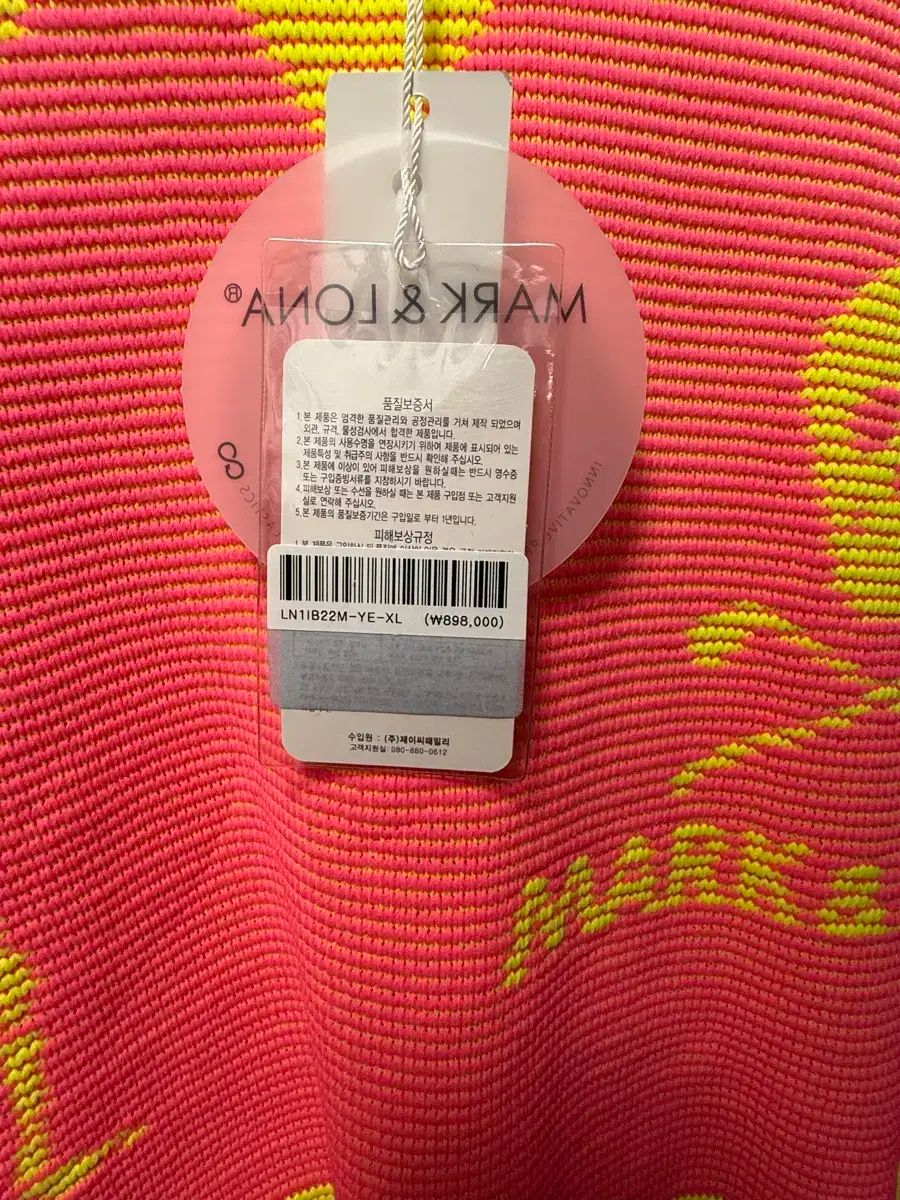 MARK & LONA®
품질보증서
1.본 제품은 엄격한 품질관리와 공정관리를 거쳐 제작 되었으며
외관, 규격, 물성검사에서 합격한 제품입니다.
2.본 제품의 사용수명을 연장시키기 위하여 제품에 표시되어 있는
제품특성 및 취급주의 사항을 반드시 확인해 주십시오.
3.본 제품에 이상이 있어 피해보상을 원하실때는 반드시 영수증
또는 구입증빙서류를 지참하시기 바랍니다.
4.피해보상 또는 수선을 원하실 때는 본 제품 구입점 또는 고객지원
실로 연락해 주십시오.
5.본 제품의 품질보증기간은 구입일로 부터 1년입니다.
INNOVATIVE
피해보상규정
LN1IB22M-YE-XL (₩898,000)
수입원 : (주)제이씨패밀리
고객지원실: 080-880-0612
MARK &